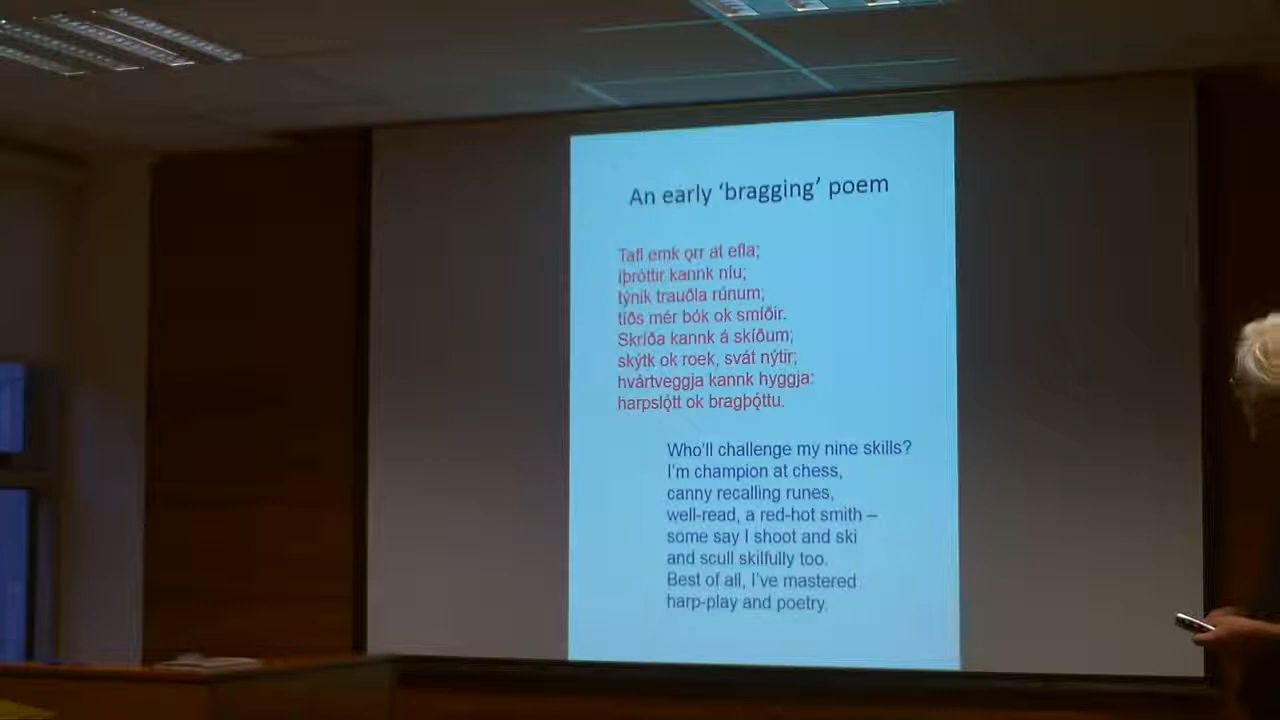 An early ‘bragging’ poem
Tafl emk ǫrr at efla;
íþróttir kannk níu;
týnik trauðla rúnum;
tíðs mér bók ok smíðir.
Skríða kannk á skíðum;
skýtk ok roek, svát nýtir;
hvártveggja kannk hyggja:
harpslǫ́tt ok bragþǫ́ttu.
Who’ll challenge my nine skills?
I’m champion at chess,
canny recalling runes,
well-read, a red-hot smith –
some say I shoot and ski
and scull skilfully too.
Best of all, I’ve mastered
harp-play and poetry.